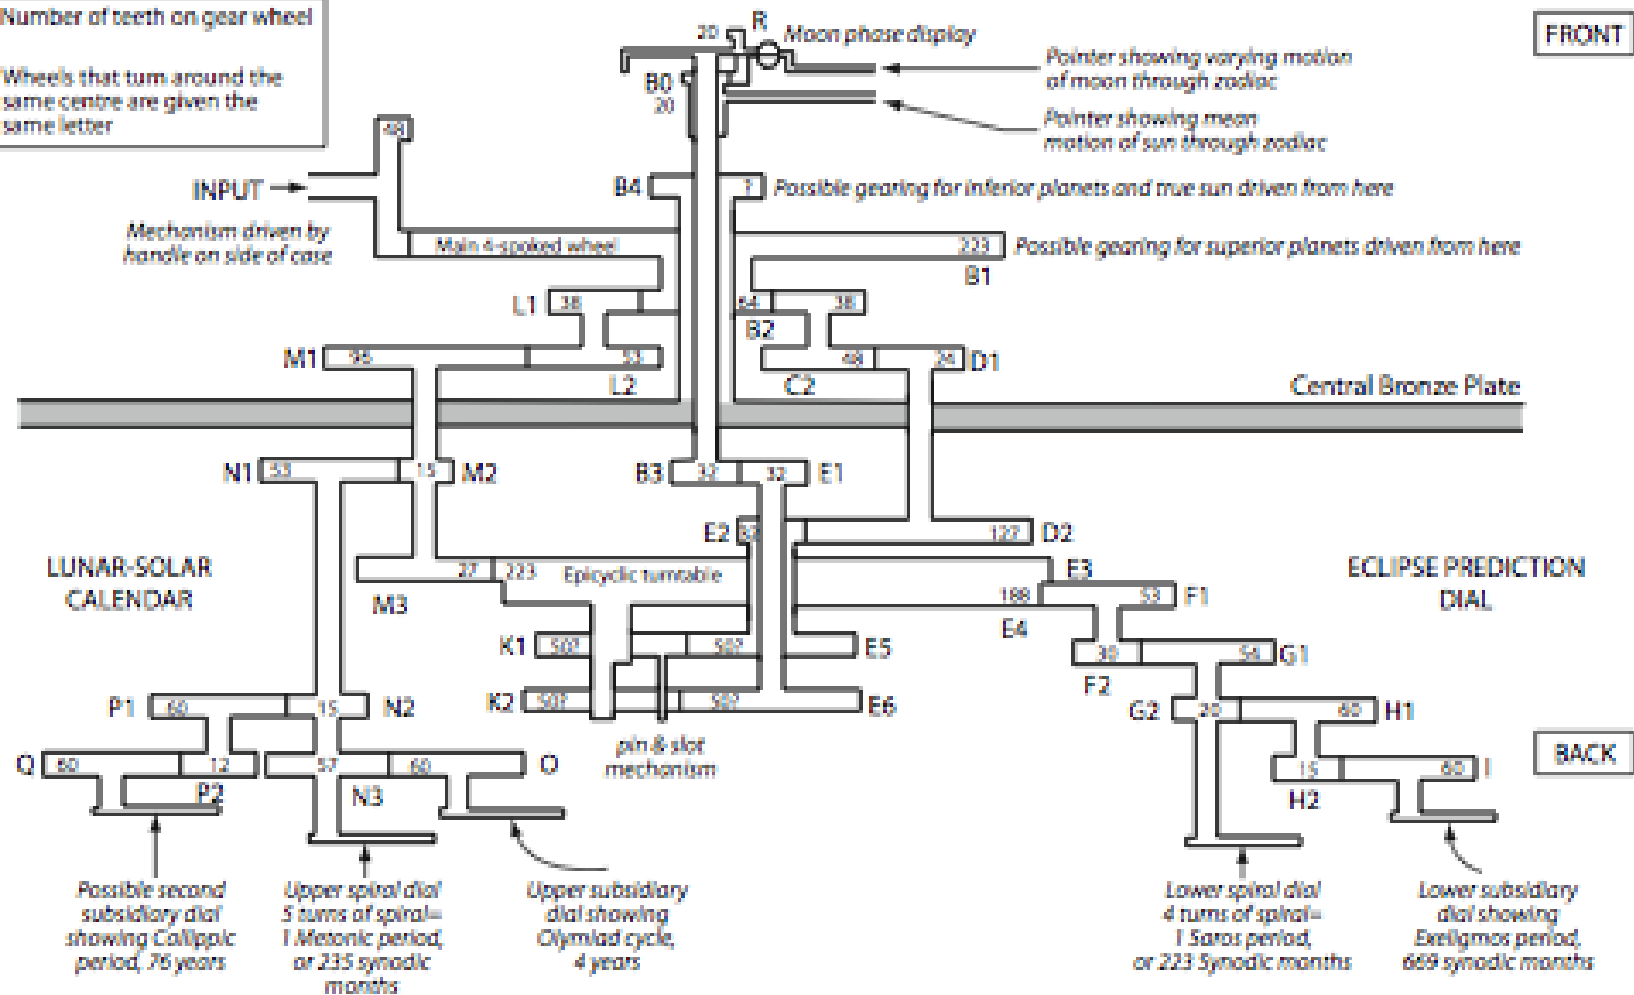 Number of teeth on gear wheel
Wheels that turn around the
same centre are given the
same letter
FRONT
20
R
Moon phase display
Pointer showing varying motion
of moon through zodiac
B0
20
Pointer showing mean
motion of sun through zodiac
48
INPUT
B4
?
Possible gearing for inferior planets and true sun driven from here
Mechanism driven by
handle on side of case
Main 4-spoked wheel
223
Possible gearing for superior planets driven from here
B1
L1
38
64
38
B2
M1
96
53
48
24
D1
L2
C2
Central Bronze Plate
N1
53
15
M2
B3
32
32
E1
E2
32
127
D2
LUNAR-SOLAR
CALENDAR
27
223
Epicyclic turntable
E3
ECLIPSE PREDICTION
DIAL
M3
188
53
F1
E4
K1
50?
50?
E5
30
54
G1
F2
P1
60
15
N2
K2
50?
50?
E6
G2
20
60
H1
pin & slot
mechanism
BACK
Q
60
12
57
60
O
15
60
I
P2
N3
H2
Possible second
subsidiary dial
showing Callippic
period, 76 years
Upper spiral dial
5 turns of spiral=
1 Metonic period,
or 235 synodic
months
Upper subsidiary
dial showing
Olymiad cycle,
4 years
Lower spiral dial
4 turns of spiral=
1 Saros period,
or 223 Synodic months
Lower subsidiary
dial showing
Exeligmos period,
669 synodic months